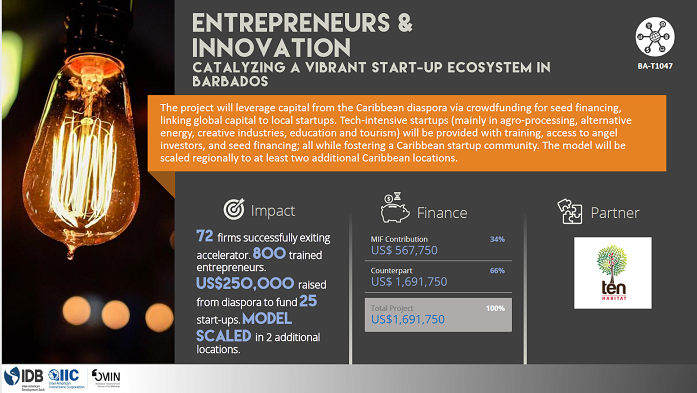 ENTREPRENEURS &
INNOVATION
CATALYZING A VIBRANT START-UP ECOSYSTEM IN
BARBADOS
BA-T1047
The project will leverage capital from the Caribbean diaspora vía crowdfunding for seed financing,
linking global capital to local startups. Tech-intensive startups (mainly in agro-processing, alternative
energy, creative industries, education and tourism) will be provided with training, access to angel
investors, and seed financing; all while fostering a Caribbean startup community. The model will be
scaled regionally to at least two additional Caribbean locations.
Impact
72 firms successfully exiting
accelerator. 800 trained
entrepreneurs.
US$250,000 raised
from diaspora to fund 25
start-ups. MODEL
SCALED in 2 additional
locations.
Finance
MIF Contribution 34%
US$ 567,750
Counterpart 66%
US$ 1,691,750
Total Project 100%
US$1,691,750
Partner
ten
HABITAT
IDB
Inter-American
Development Bank
IIC
Inter-American
Investment Corporation
FOMIN